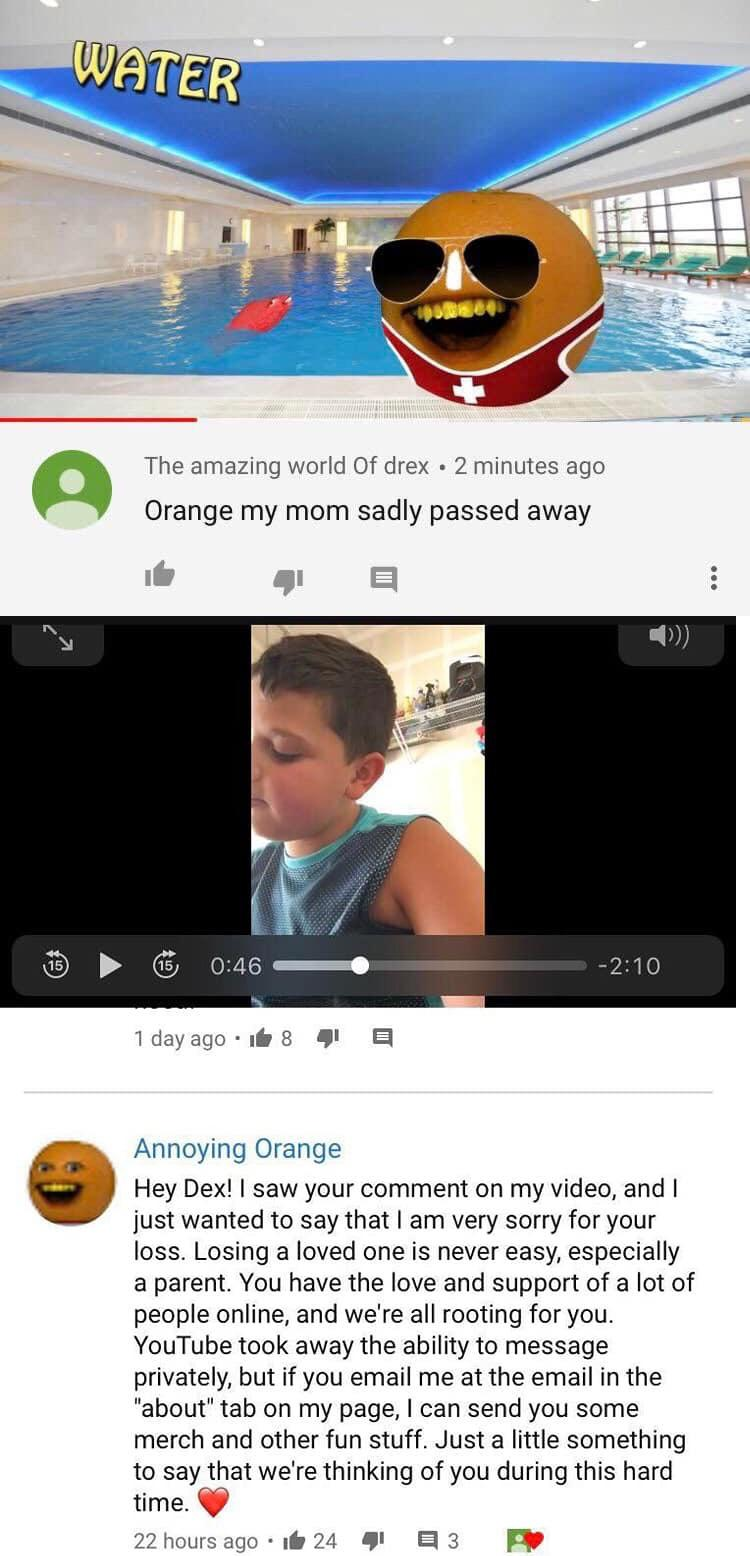 WATER
The amazing world Of drex • 2 minutes ago
Orange my mom sadly passed away
15 15 0:46 -2:10
1 day ago • 8
Annoying Orange
Hey Dex! I saw your comment on my video, and I
just wanted to say that I am very sorry for your
loss. Losing a loved one is never easy, especially
a parent. You have the love and support of a lot of
people online, and we're all rooting for you.
YouTube took away the ability to message
privately, but if you email me at the email in the
"about" tab on my page, I can send you some
merch and other fun stuff. Just a little something
to say that we're thinking of you during this hard
time. ❤️
22 hours ago • 24 3